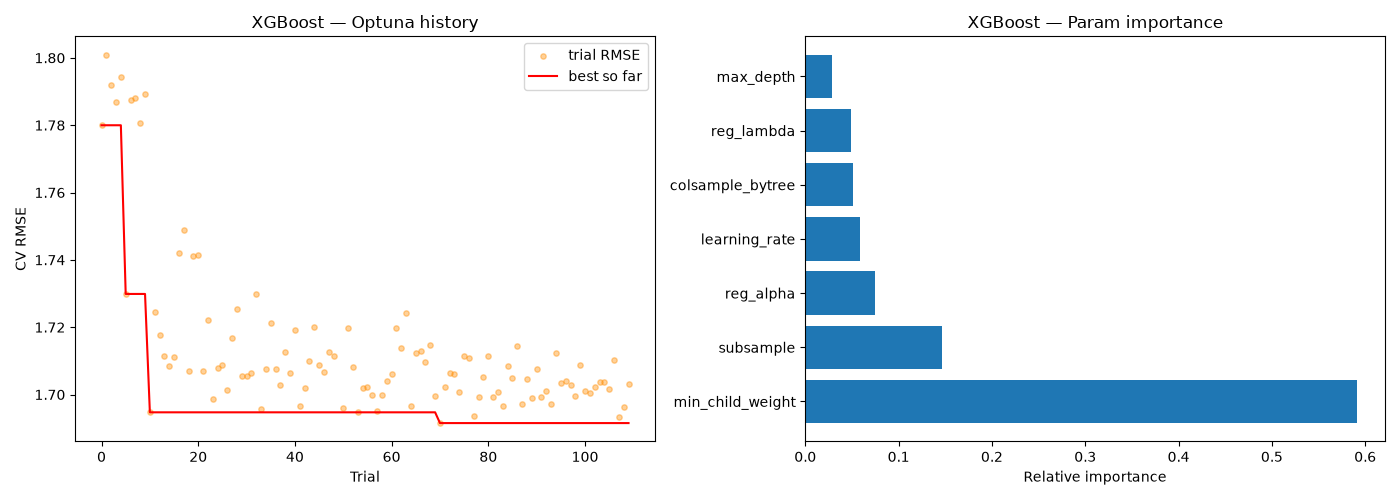 XGBoost — Optuna history
CV RMSE
1.80
1.78
1.76
1.74
1.72
1.70
0
20
40
60
80
100
Trial
trial RMSE
best so far
XGBoost — Param importance
max_depth
reg_lambda
colsample_bytree
learning_rate
reg_alpha
subsample
min_child_weight
0.0
0.1
0.2
0.3
0.4
0.5
0.6
Relative importance